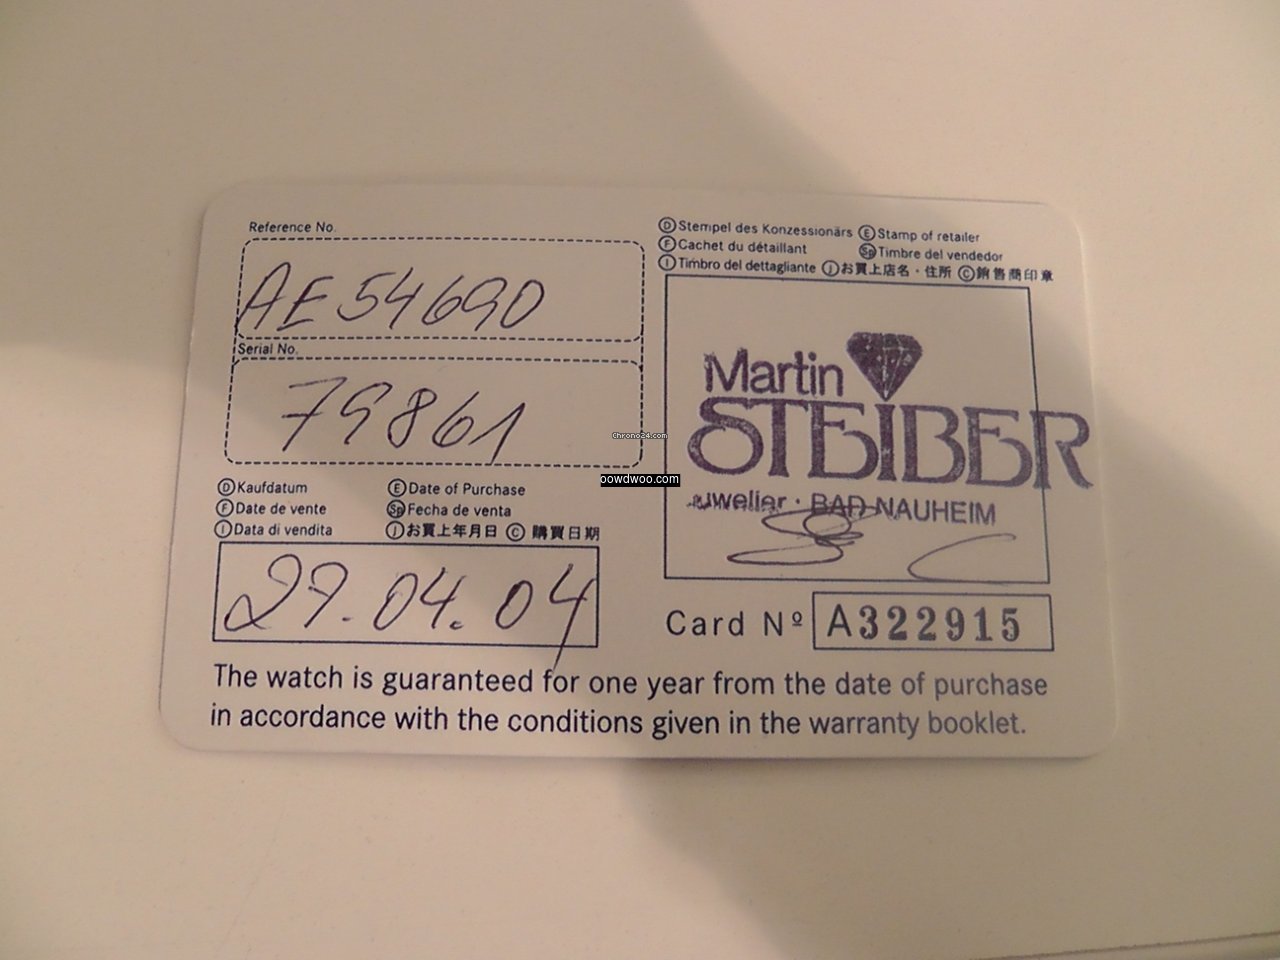 Reference No.
AE54690
Serial No.
79861
Ⓓ Kaufdatum Ⓔ Date of Purchase
Ⓕ Date de vente Ⓢⓟ Fecha de venta
Ⓘ Data di vendita Ⓙ お買上年月日 Ⓒ 購買日期
27.04.04
Ⓓ Stempel des Konzessionärs Ⓔ Stamp of retailer
Ⓕ Cachet du détaillant Ⓢⓟ Timbre del vendedor
Ⓘ Timbro del dettagliante Ⓙ お買上店名・住所 Ⓒ 銷售商印章
Martin
STEIBER
Juwelier · BAD-NAUHEIM
Card Nº A322915
The watch is guaranteed for one year from the date of purchase
in accordance with the conditions given in the warranty booklet.
Chrono24.com
oowdwoo.com